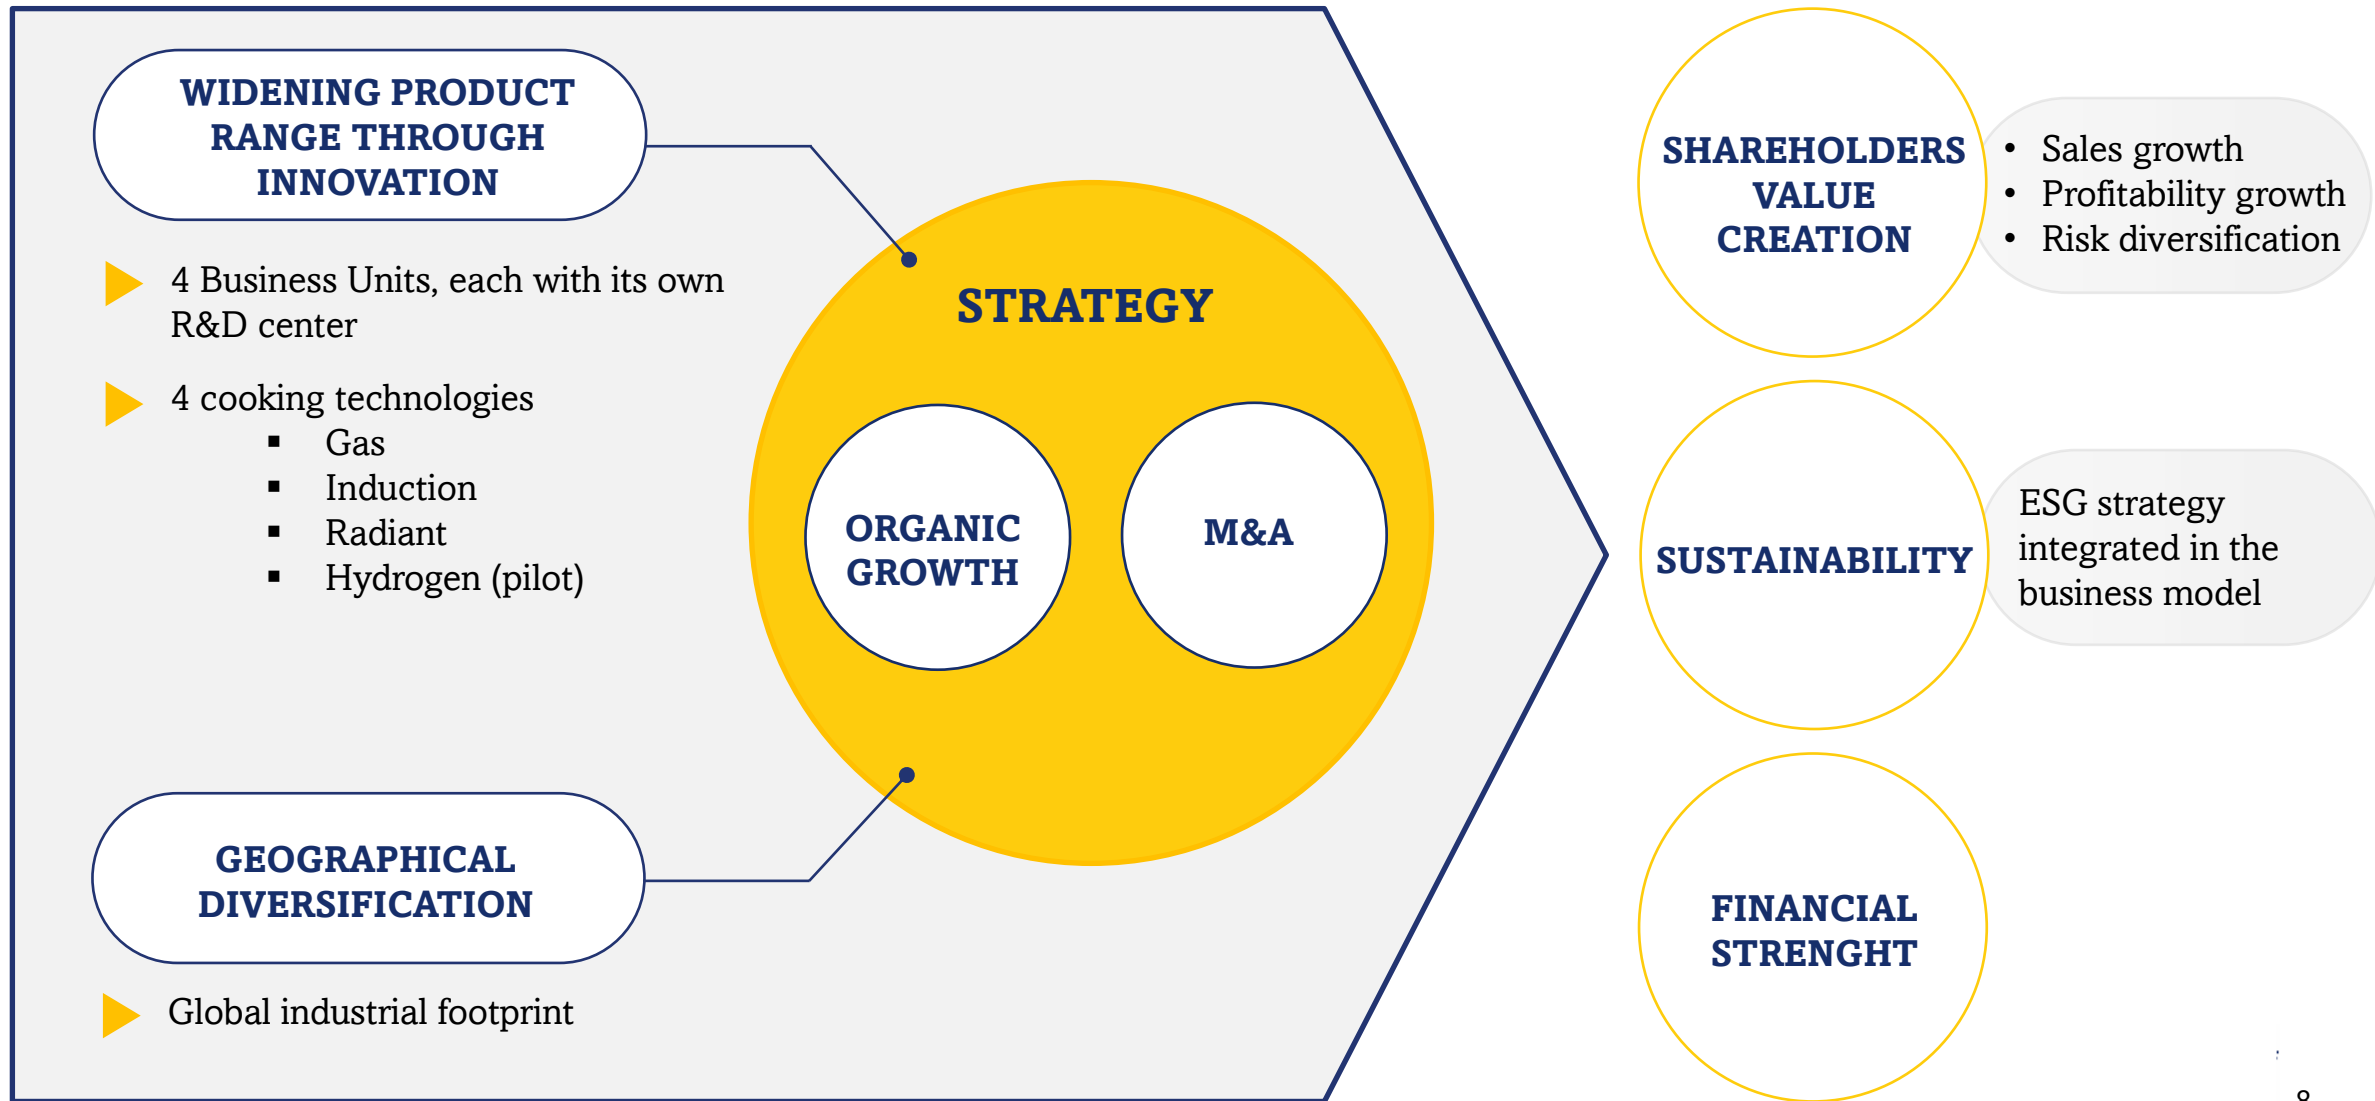 WIDENING PRODUCT
RANGE THROUGH
INNOVATION
4 Business Units, each with its own
R&D center
4 cooking technologies
▪ Gas
▪ Induction
▪ Radiant
▪ Hydrogen (pilot)
GEOGRAPHICAL
DIVERSIFICATION
Global industrial footprint
STRATEGY
ORGANIC
GROWTH
M&A
SHAREHOLDERS
VALUE
CREATION
• Sales growth
• Profitability growth
• Risk diversification
SUSTAINABILITY
ESG strategy
integrated in the
business model
FINANCIAL
STRENGHT